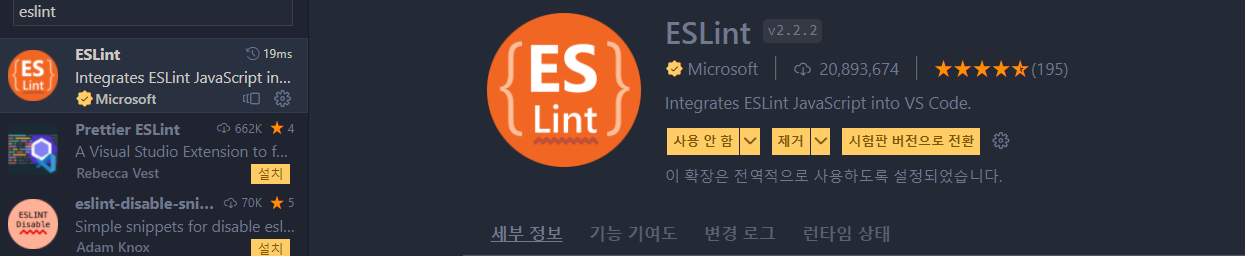 eslint
ESLint 19ms
Integrates ESLint JavaScript in...
Microsoft
Prettier ESLint 662K 4
A Visual Studio Extension to f...
Rebecca Vest 설치
ESLINT
Disable
eslint-disable-sni... 70K 5
Simple snippets for disable esl...
Adam Knox 설치
{ES}
Lint
ES
Lint
ESLint v2.2.2
Microsoft 20,893,674 (195)
Integrates ESLint JavaScript into VS Code.
사용 안 함 제거 시험판 버전으로 전환
이 확장은 전역적으로 사용하도록 설정되었습니다.
세부 정보 기능 기여도 변경 로그 런타임 상태